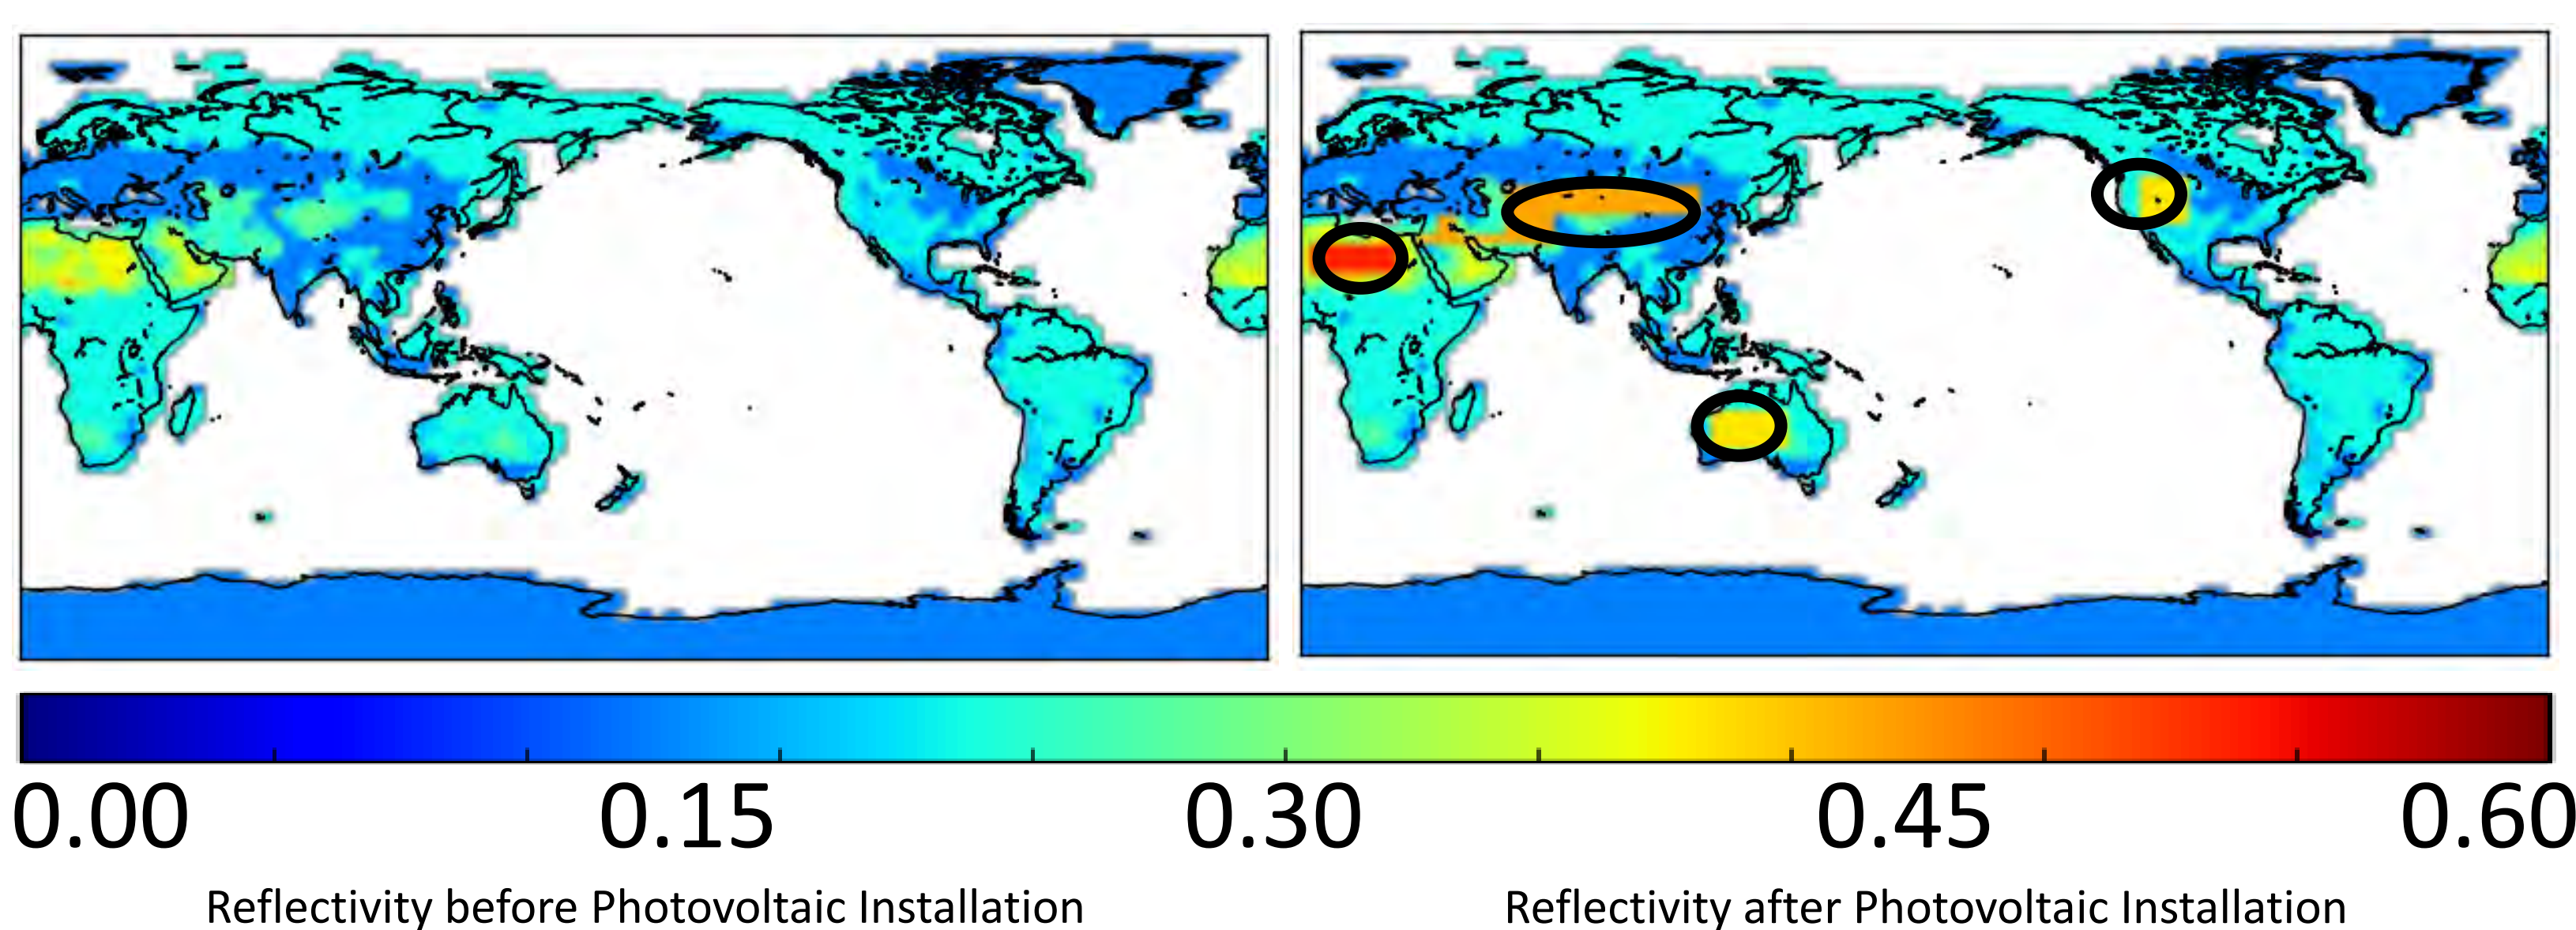 0.00 0.15 0.30 0.45 0.60
Reflectivity before Photovoltaic Installation
Reflectivity after Photovoltaic Installation